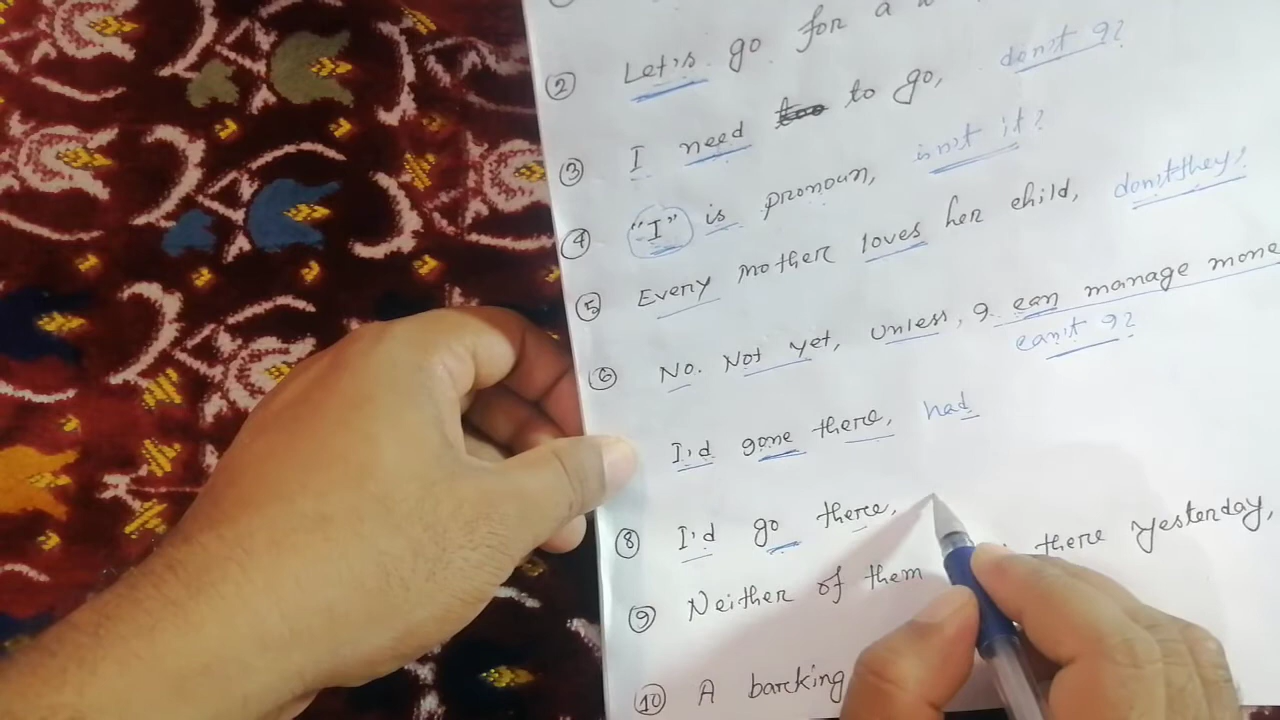 ② Let's go for a
③ I need to go, don't I?
④ "I" is pronoun, isn't it?
⑤ Every mother loves her child, don't they?
⑥ No. Not yet, unless, I can manage mone
can't I?
I'd gone there, had
⑧ I'd go there,
⑨ Neither of them there yesterday,
⑩ A barking